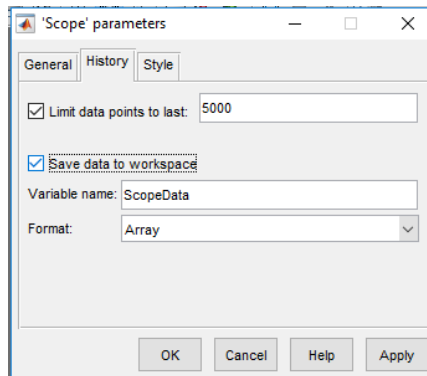 'Scope' parameters
General History Style
Limit data points to last: 5000
Save data to workspace
Variable name: ScopeData
Format: Array
OK Cancel Help Apply